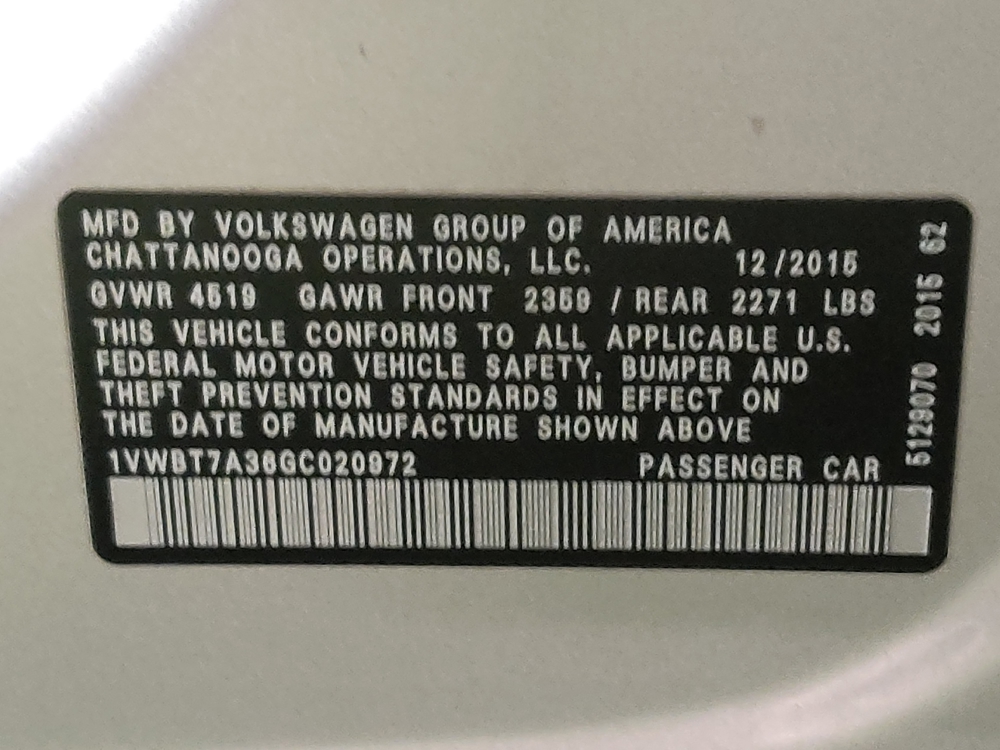 MFD BY VOLKSWAGEN GROUP OF AMERICA
CHATTANOOGA OPERATIONS, LLC. 12/2015
GVWR 4519 GAWR FRONT 2359 / REAR 2271 LBS
THIS VEHICLE CONFORMS TO ALL APPLICABLE U.S.
FEDERAL MOTOR VEHICLE SAFETY, BUMPER AND
THEFT PREVENTION STANDARDS IN EFFECT ON
THE DATE OF MANUFACTURE SHOWN ABOVE
1VWBT7A36GC020972 PASSENGER CAR
5129070 2015 62